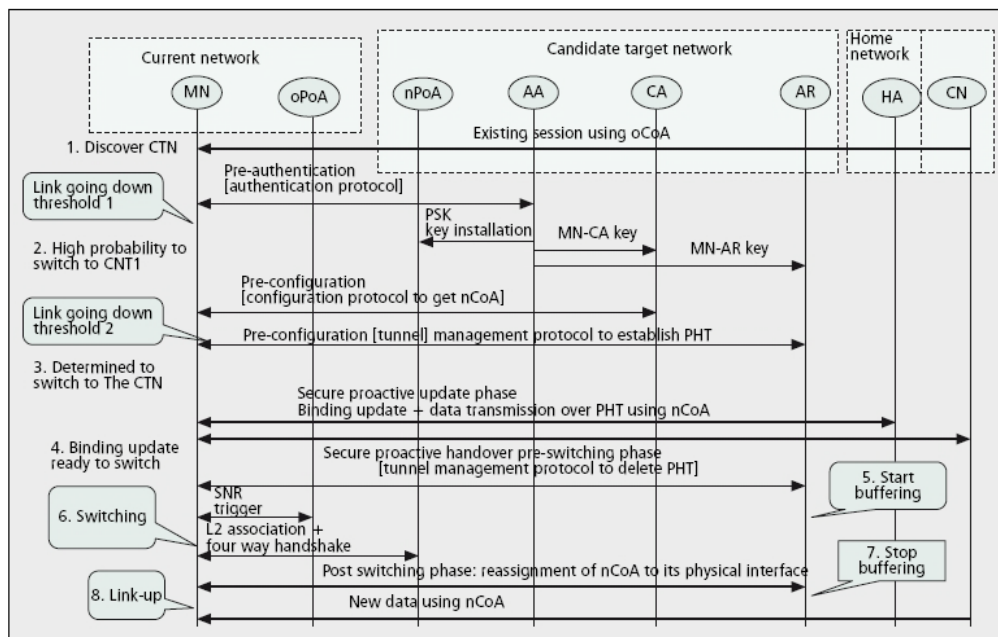 Current network
Candidate target network
Home
network
MN
oPoA
nPoA
AA
CA
AR
HA
CN
1. Discover CTN
Existing session using oCoA
Pre-authentication
[authentication protocol]
Link going down
threshold 1
PSK
key installation
MN-CA key
MN-AR key
2. High probability to
switch to CNT1
Pre-configuration
[configuration protocol to get nCoA]
Link going down
threshold 2
Pre-configuration [tunnel] management protocol to establish PHT
3. Determined to
switch to The CTN
Secure proactive update phase
Binding update + data transmission over PHT using nCoA
4. Binding update
ready to switch
Secure proactive handover pre-switching phase
[tunnel management protocol to delete PHT]
5. Start
buffering
SNR
trigger
6. Switching
L2 association +
four way handshake
7. Stop
buffering
Post switching phase: reassignment of nCoA to its physical interface
8. Link-up
New data using nCoA